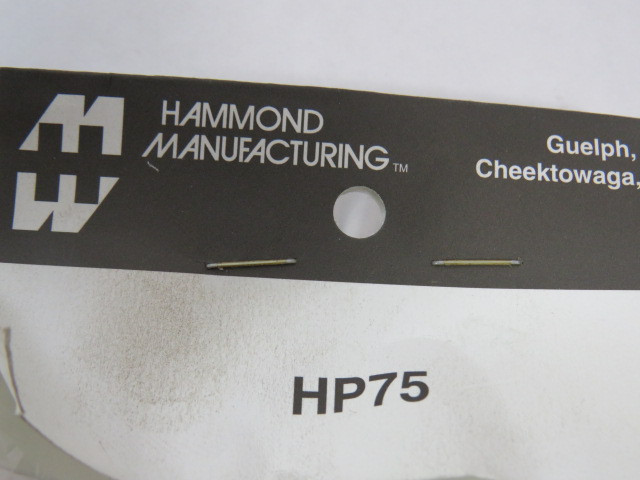 HAMMOND
MANUFACTURING™
Guelph,
Cheektowaga,
HP75